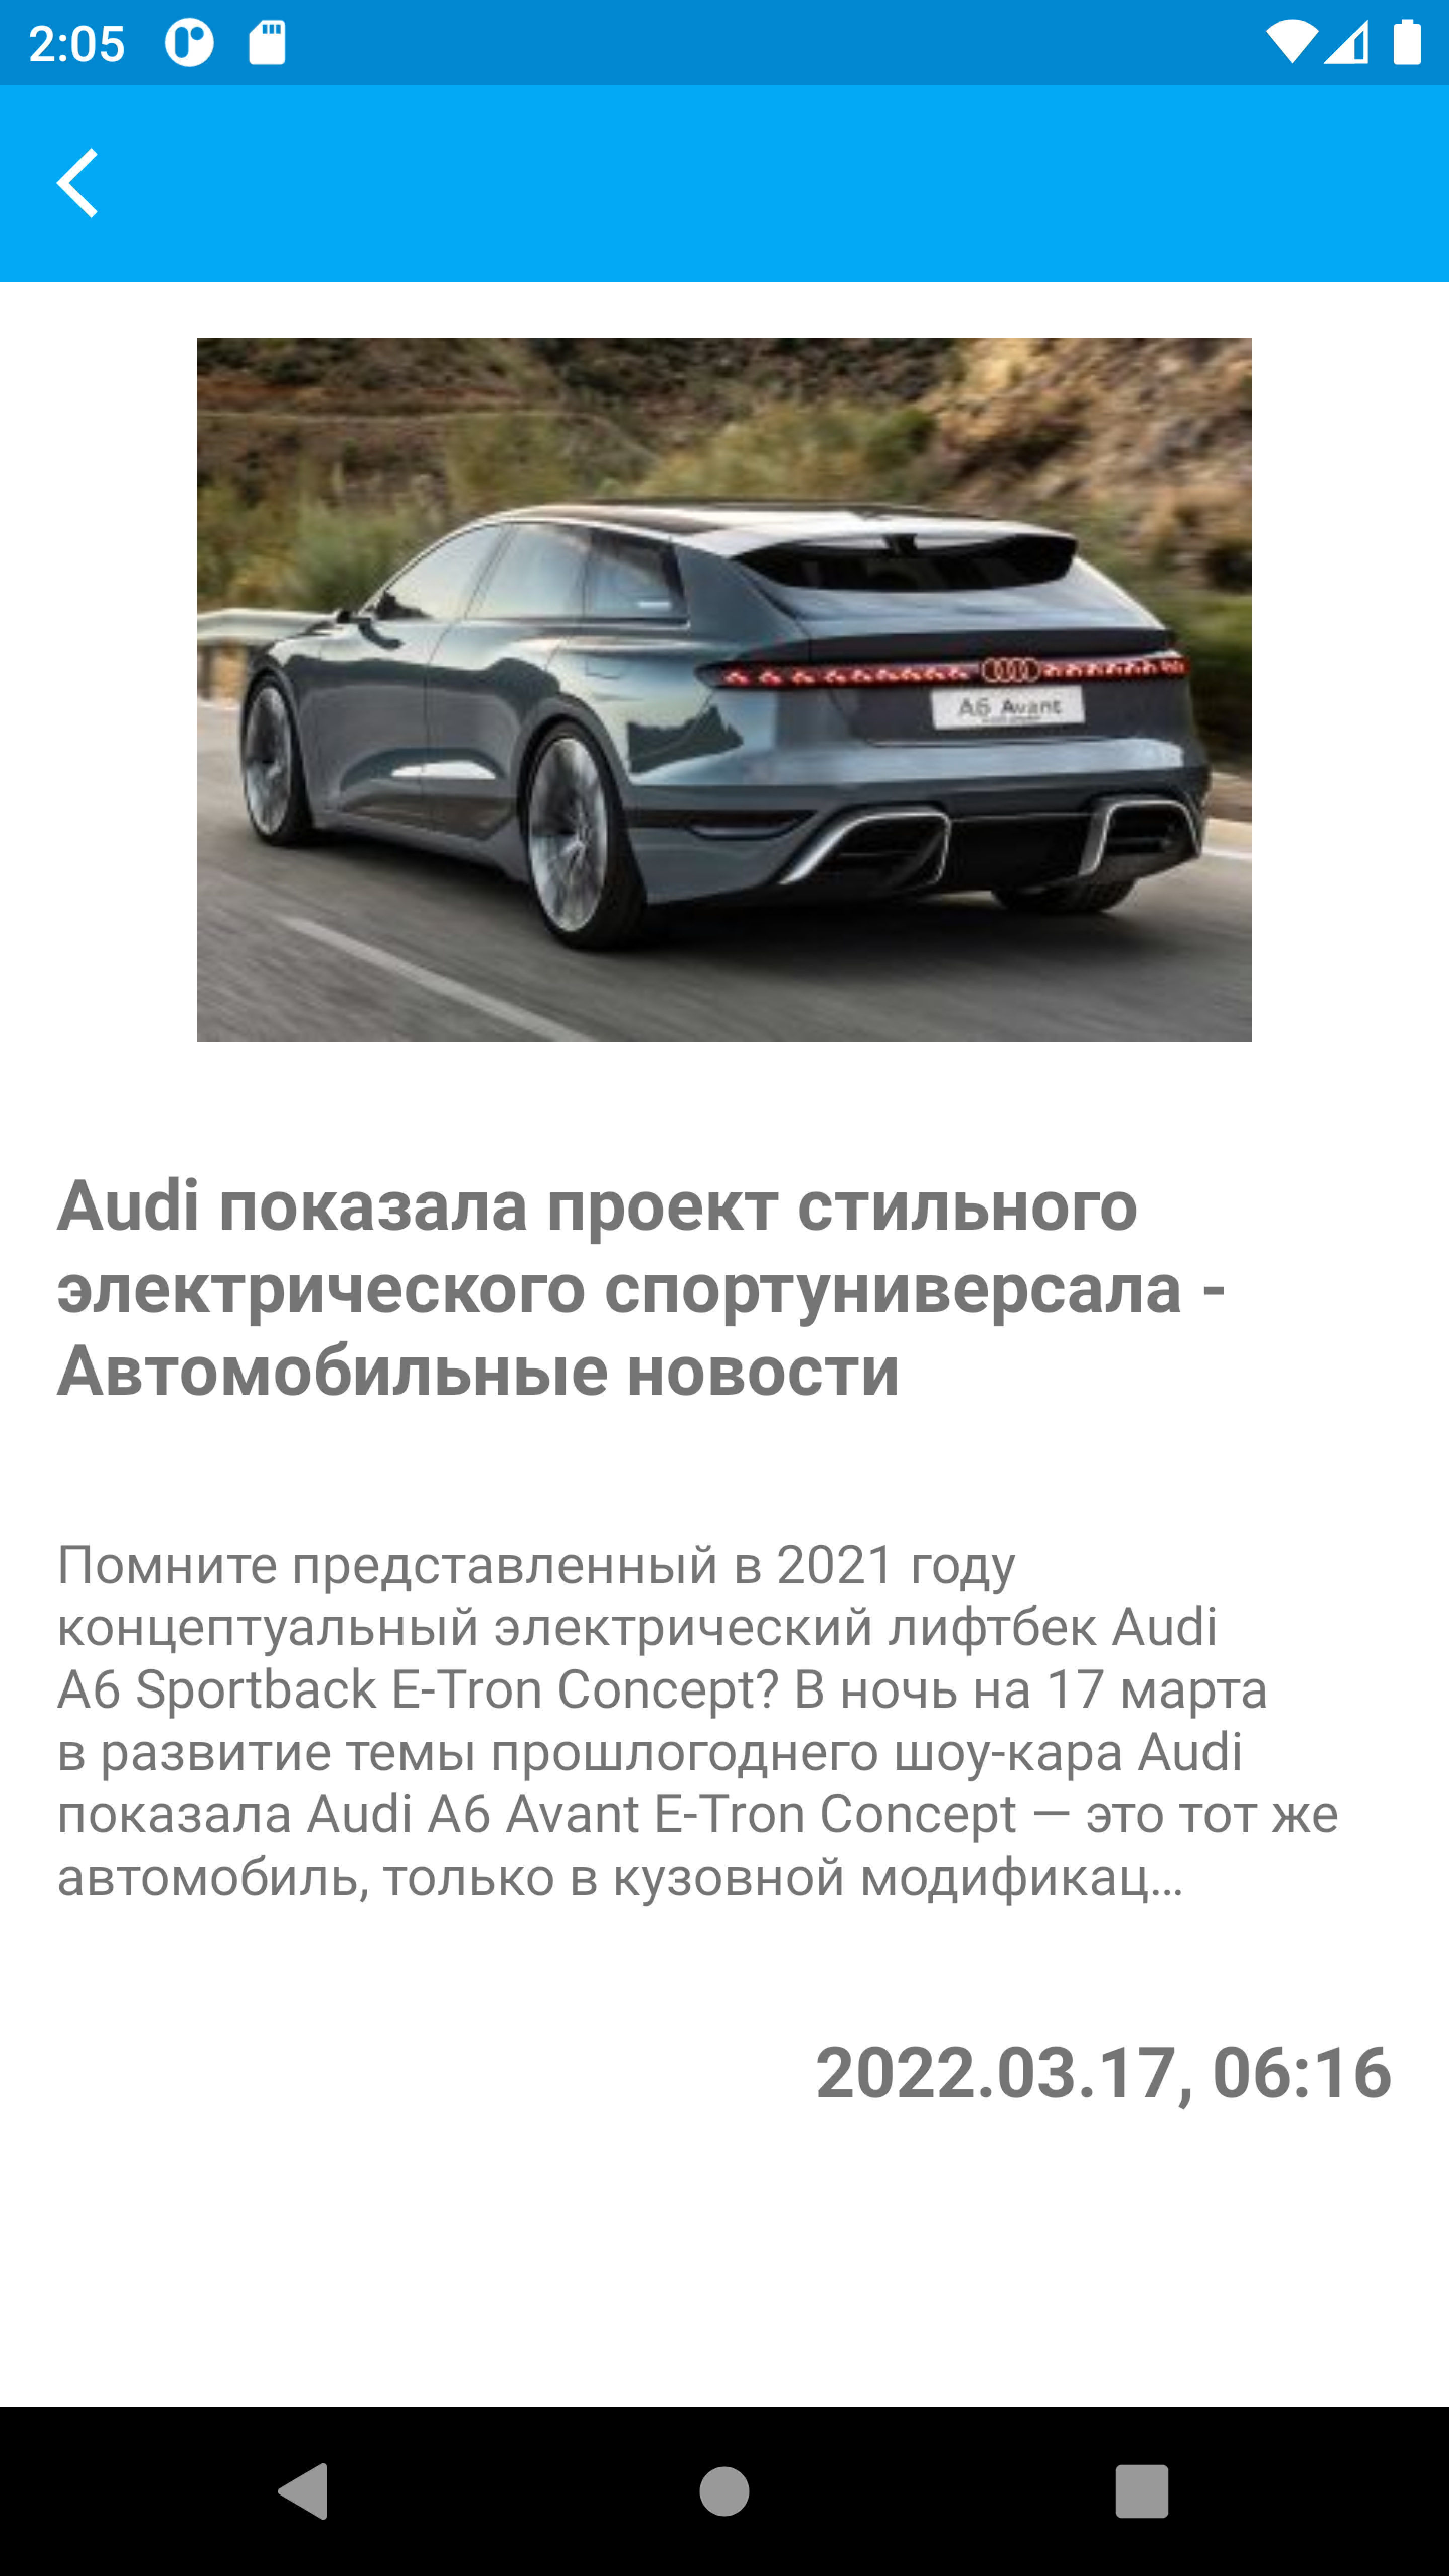 2:05
A6 Avant
Audi показала проект стильного
электрического спортуниверсала -
Автомобильные новости
Помните представленный в 2021 году
концептуальный электрический лифтбек Audi
A6 Sportback E-Tron Concept? В ночь на 17 марта
в развитие темы прошлогоднего шоу-кара Audi
показала Audi A6 Avant E-Tron Concept — это тот же
автомобиль, только в кузовной модификац…
2022.03.17, 06:16